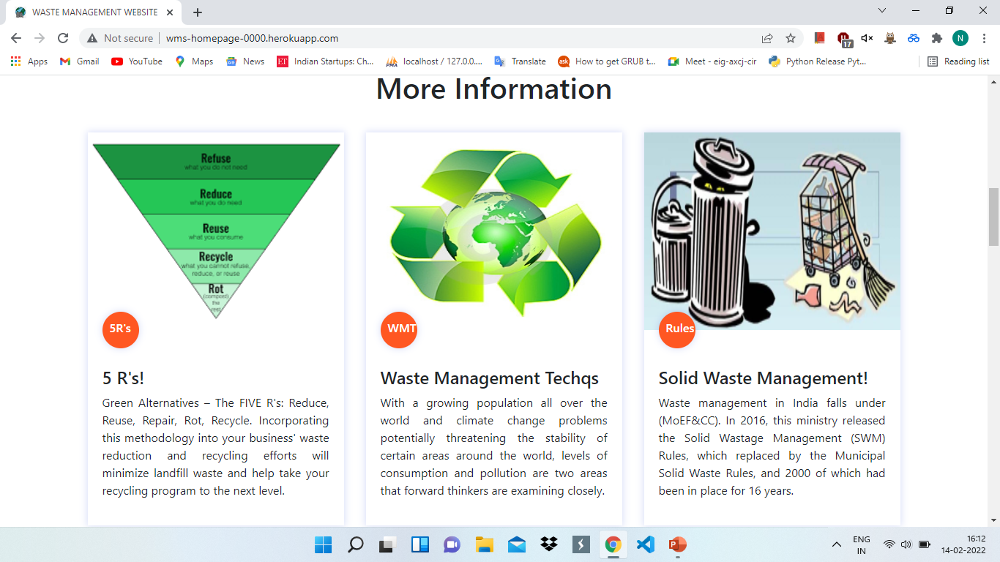 WASTE MANAGEMENT WEBSITE
Not secure
wms-homepage-0000.herokuapp.com
17
N
Apps
Gmail
YouTube
Maps
News
ET
Indian Startups: Ch...
PMA
localhost / 127.0.0....
Translate
ask
How to get GRUB t...
Meet - eig-axcj-cir
Python Release Pyt...
Reading list
More Information
Refuse
what you do not need
Reduce
what you do need
Reuse
what you consume
Recycle
what you cannot refuse,
reduce, or reuse
Rot
(compost)
the
rest
5R's
5 R's!
Green Alternatives – The FIVE R's: Reduce,
Reuse, Repair, Rot, Recycle. Incorporating
this methodology into your business' waste
reduction and recycling efforts will
minimize landfill waste and help take your
recycling program to the next level.
WMT
Waste Management Techqs
With a growing population all over the
world and climate change problems
potentially threatening the stability of
certain areas around the world, levels of
consumption and pollution are two areas
that forward thinkers are examining closely.
Rules
Solid Waste Management!
Waste management in India falls under
(MoEF&CC). In 2016, this ministry released
the Solid Wastage Management (SWM)
Rules, which replaced by the Municipal
Solid Waste Rules, and 2000 of which had
been in place for 16 years.
ENG
IN
16:12
14-02-2022